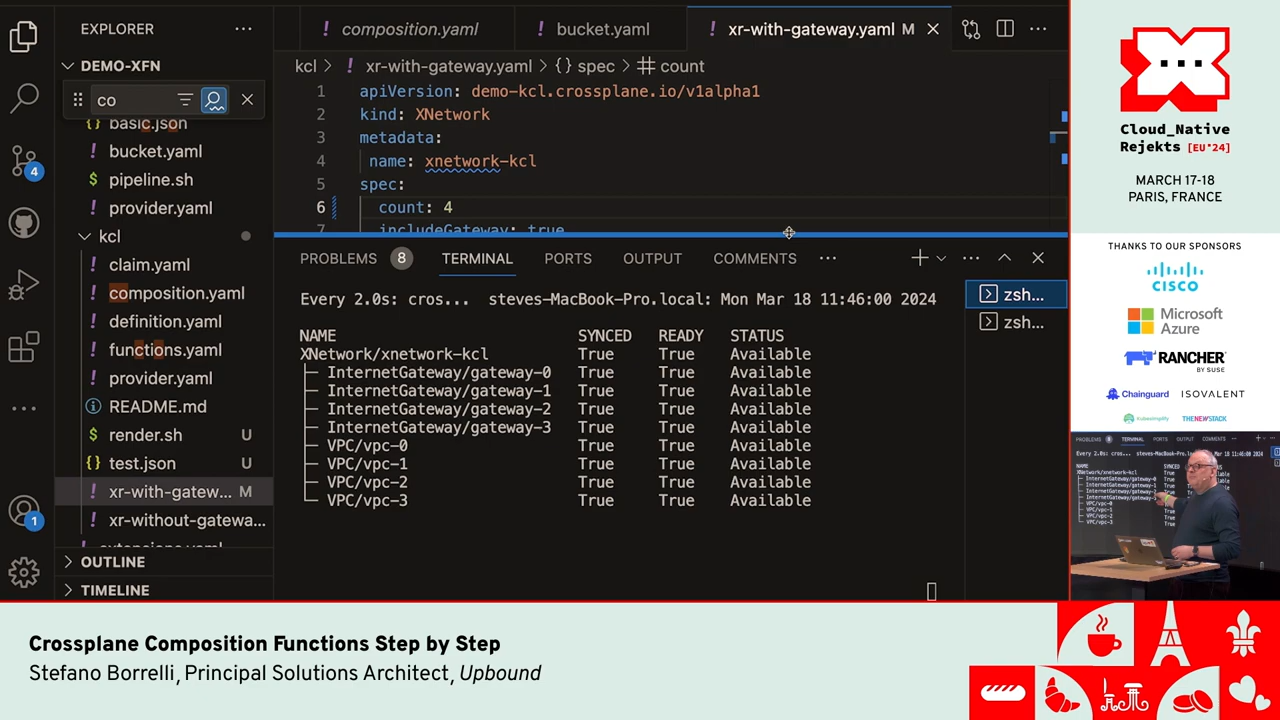 EXPLORER
DEMO-XFN
co
basic.json
bucket.yaml
pipeline.sh
provider.yaml
kcl
claim.yaml
composition.yaml
definition.yaml
functions.yaml
provider.yaml
README.md
render.sh U
test.json U
xr-with-gatew... M
xr-without-gatewa...
OUTLINE
TIMELINE
4
1
composition.yaml
bucket.yaml
xr-with-gateway.yaml M
kcl > xr-with-gateway.yaml > {} spec > # count
1 apiVersion: demo-kcl.crossplane.io/v1alpha1
2 kind: XNetwork
3 metadata:
4 name: xnetwork-kcl
5 spec:
6 count: 4
7 includeGateway: true
PROBLEMS 8 TERMINAL PORTS OUTPUT COMMENTS
Every 2.0s: cros... steves-MacBook-Pro.local: Mon Mar 18 11:46:00 2024
NAME SYNCED READY STATUS
XNetwork/xnetwork-kcl True True Available
InternetGateway/gateway-0 True True Available
InternetGateway/gateway-1 True True Available
InternetGateway/gateway-2 True True Available
InternetGateway/gateway-3 True True Available
VPC/vpc-0 True True Available
VPC/vpc-1 True True Available
VPC/vpc-2 True True Available
VPC/vpc-3 True True Available
zsh...
zsh...
Cloud_Native
Rejekts [EU'24]
MARCH 17-18
PARIS, FRANCE
THANKS TO OUR SPONSORS
CISCO
Microsoft
Azure
RANCHER
BY SUSE
Chainguard
ISOVALENT
THENEWSTACK
Crossplane Composition Functions Step by Step
Stefano Borrelli, Principal Solutions Architect, Upbound